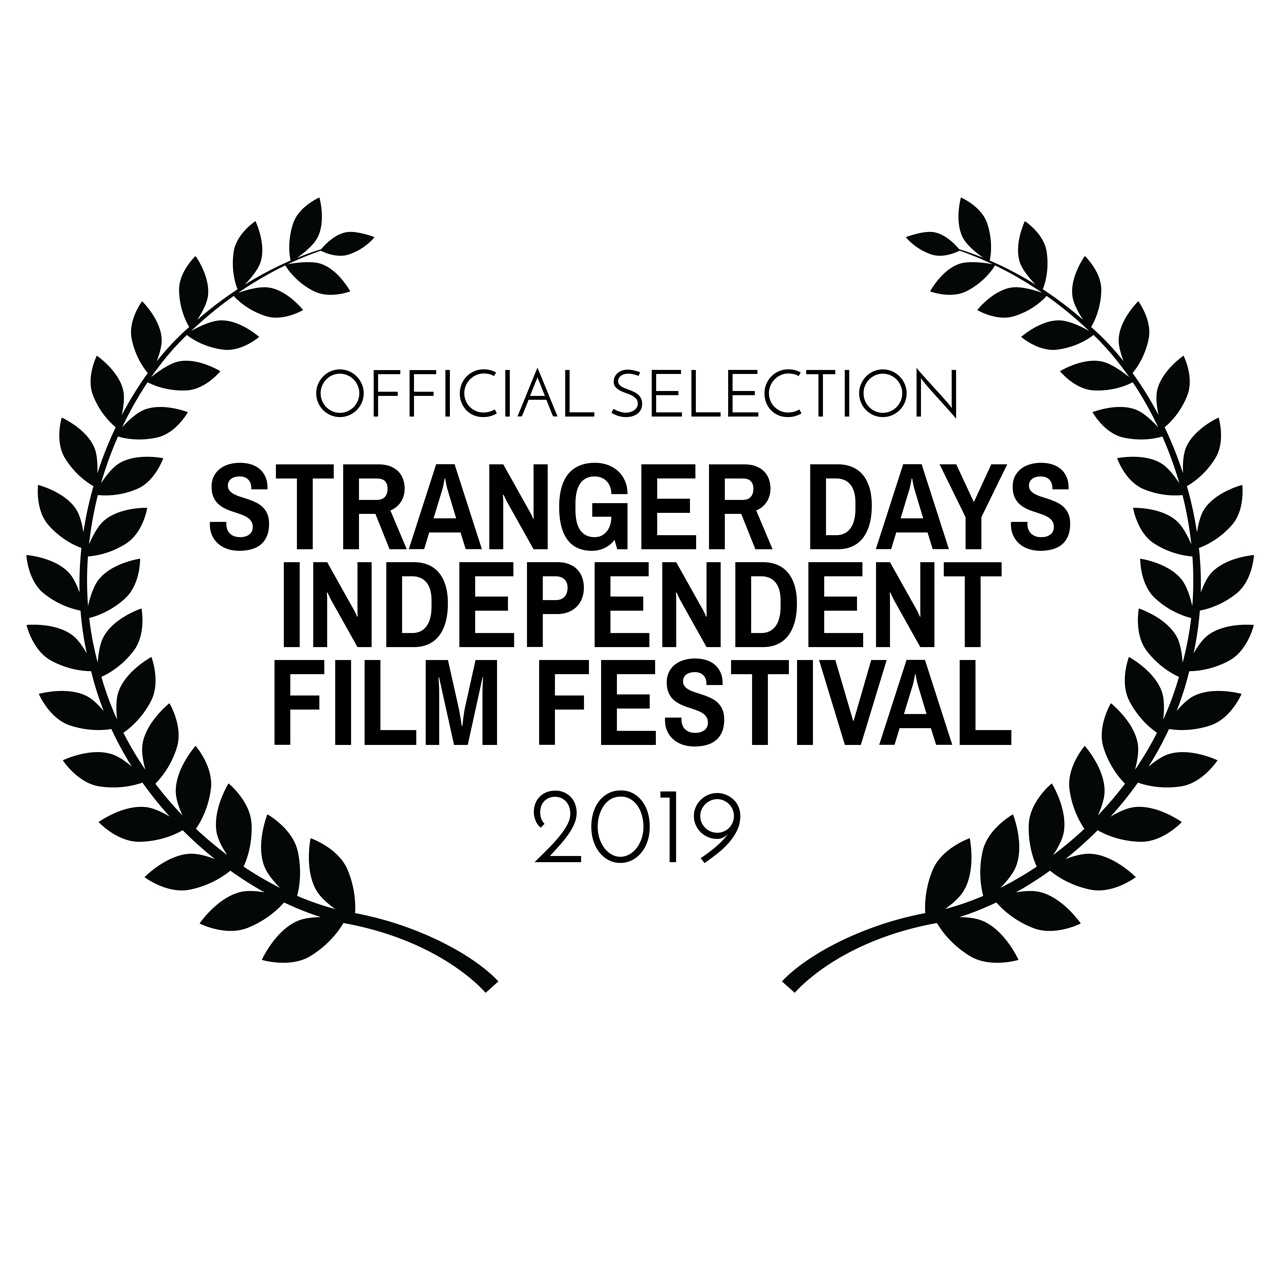 OFFICIAL SELECTION
STRANGER DAYS
INDEPENDENT
FILM FESTIVAL
2019